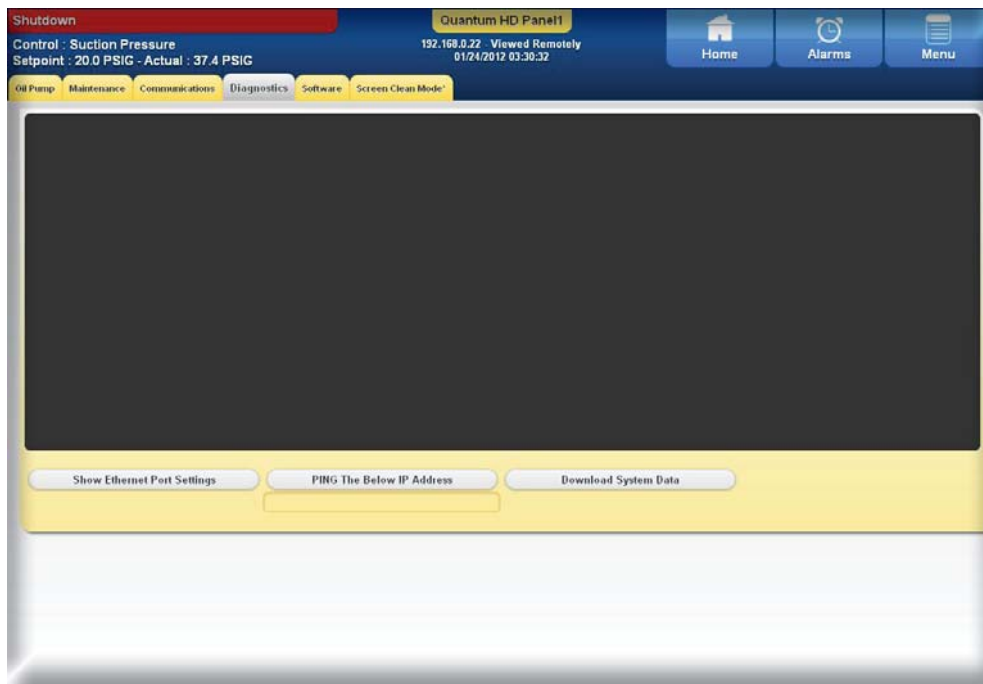 Shutdown
Control : Suction Pressure
Setpoint : 20.0 PSIG - Actual : 37.4 PSIG
Quantum HD Panel1
192.168.0.22 - Viewed Remotely
01/24/2012 03:30:32
Home
Alarms
Menu
Oil Pump
Maintenance
Communications
Diagnostics
Software
Screen Clean Mode*
Show Ethernet Port Settings
PING The Below IP Address
Download System Data